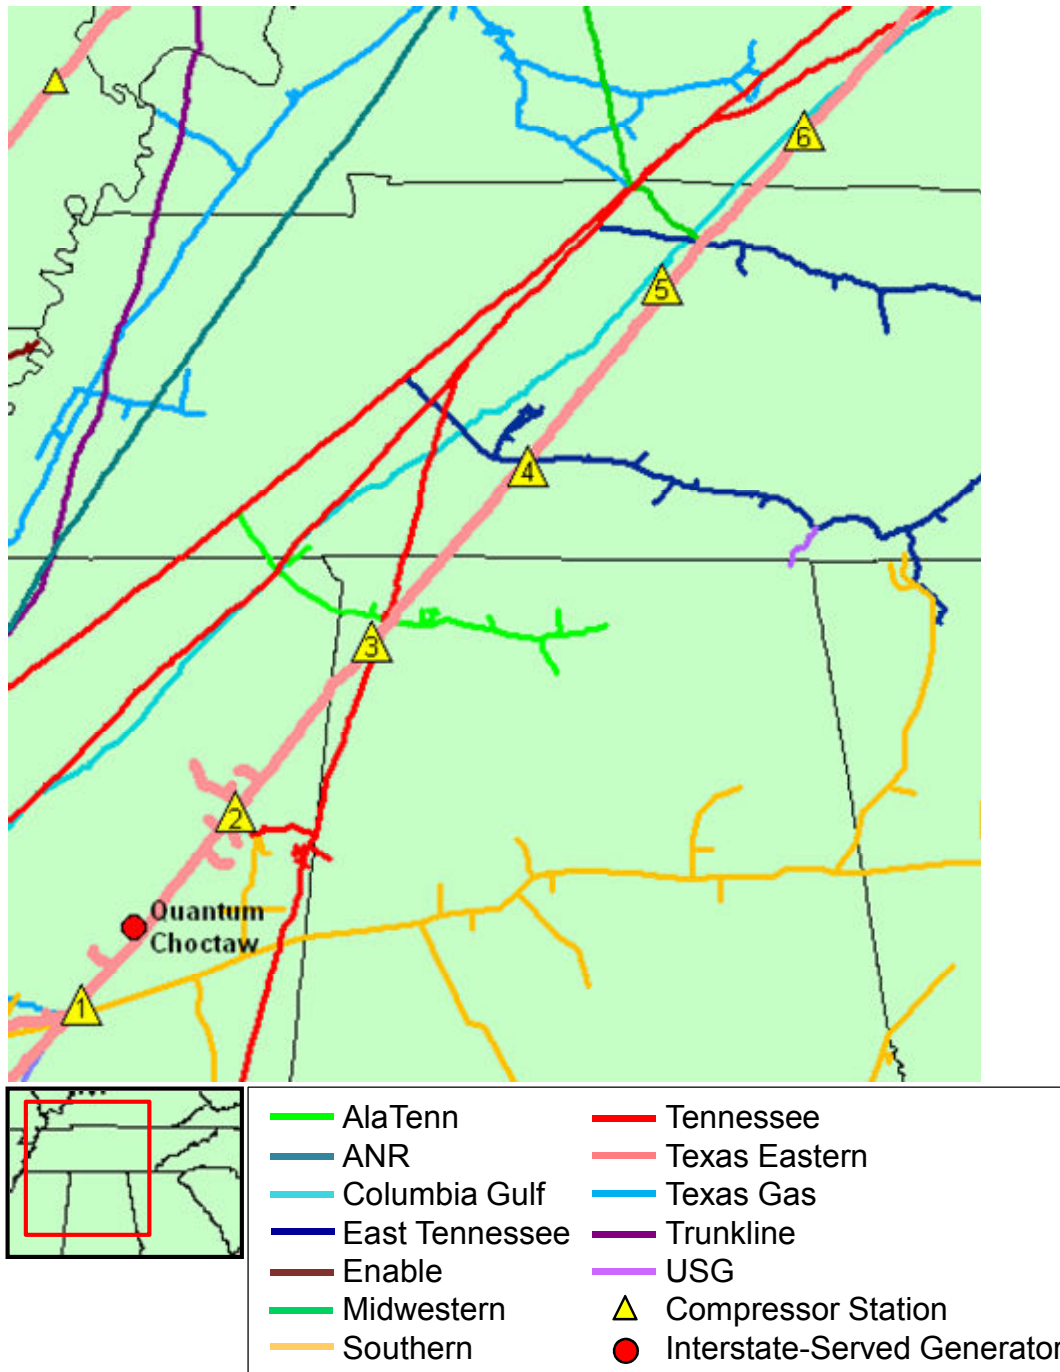 6
5
4
3
2
Quantum
Choctaw
1
AlaTenn
ANR
Columbia Gulf
East Tennessee
Enable
Midwestern
Southern
Tennessee
Texas Eastern
Texas Gas
Trunkline
USG
Compressor Station
Interstate-Served Generator